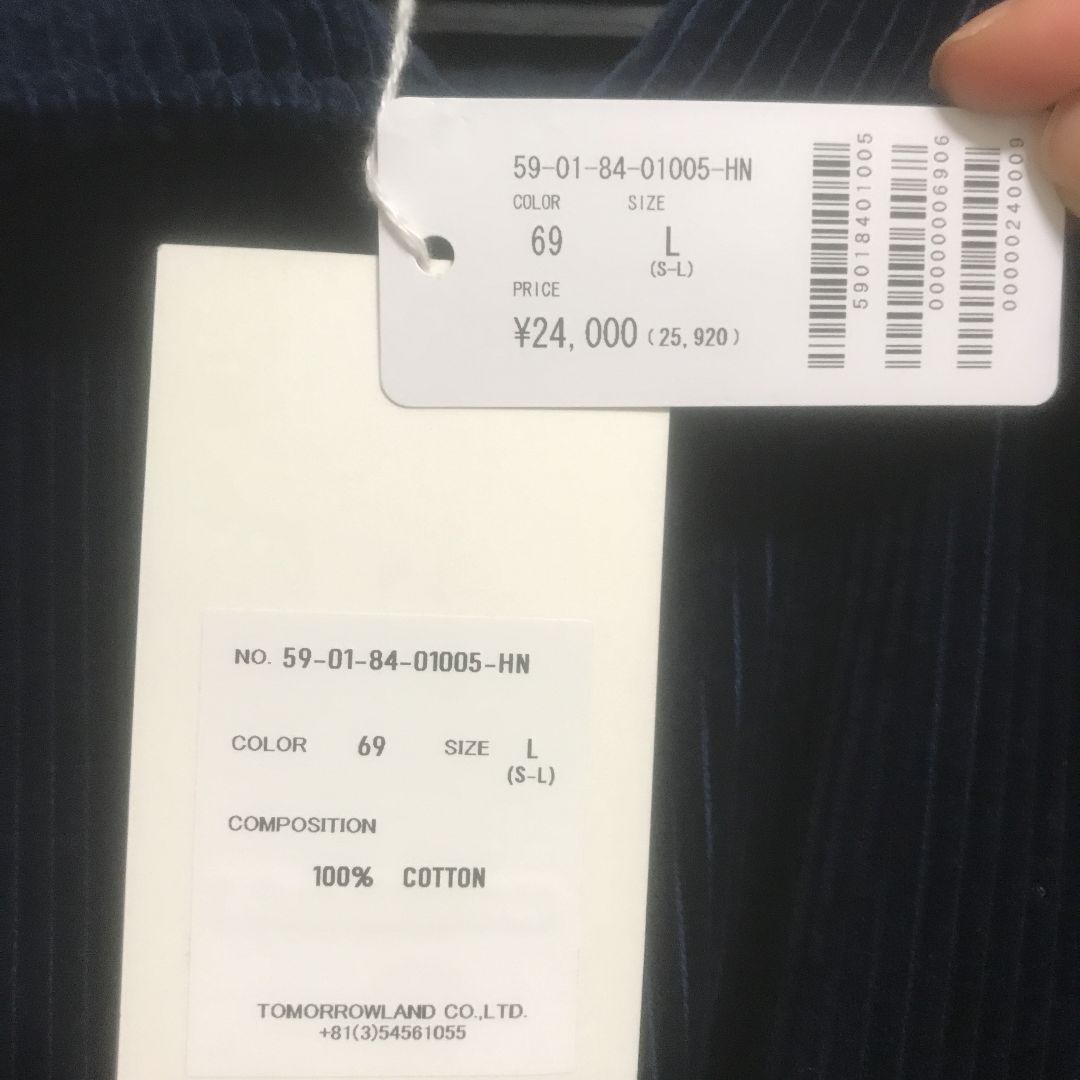 59-01-84-01005-HN
COLOR SIZE
69 L
(S-L)
PRICE
¥24,000 (25,920)
5901840 1005
0000006906
0000240009
NO. 59-01-84-01005-HN
COLOR 69 SIZE L
(S-L)
COMPOSITION
100% COTTON
TOMORROWLAND CO.,LTD.
+81(3)54561055